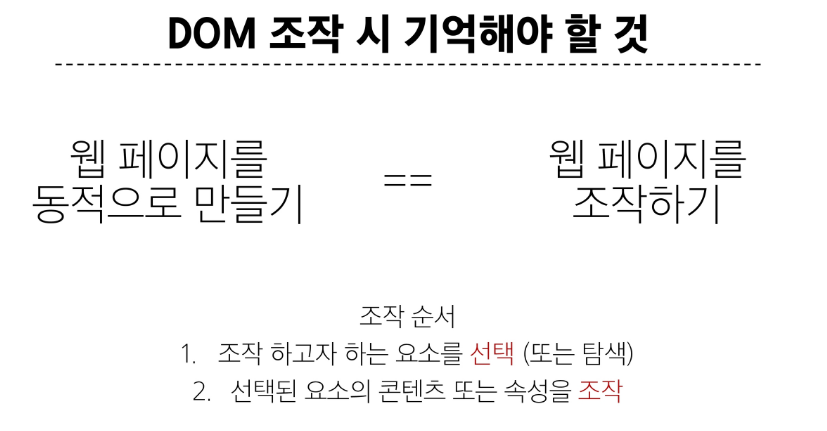 DOM 조작 시 기억해야 할 것
웹 페이지를
동적으로 만들기
==
웹 페이지를
조작하기
조작 순서
1. 조작 하고자 하는 요소를 선택 (또는 탐색)
2. 선택된 요소의 콘텐츠 또는 속성을 조작